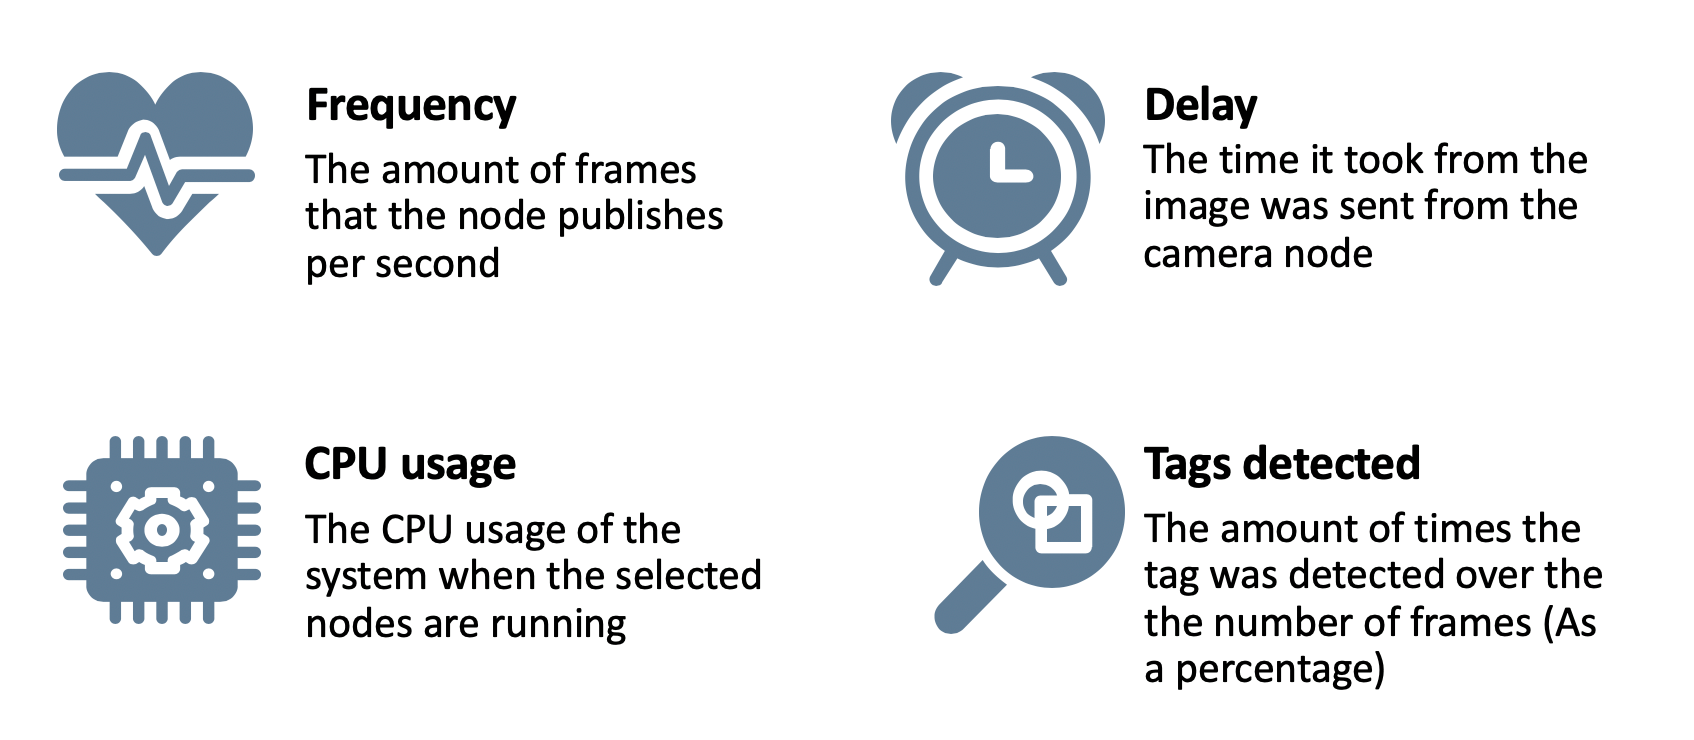 Frequency
The amount of frames
that the node publishes
per second
Delay
The time it took from the
image was sent from the
camera node
CPU usage
The CPU usage of the
system when the selected
nodes are running
Tags detected
The amount of times the
tag was detected over the
the number of frames (As
a percentage)